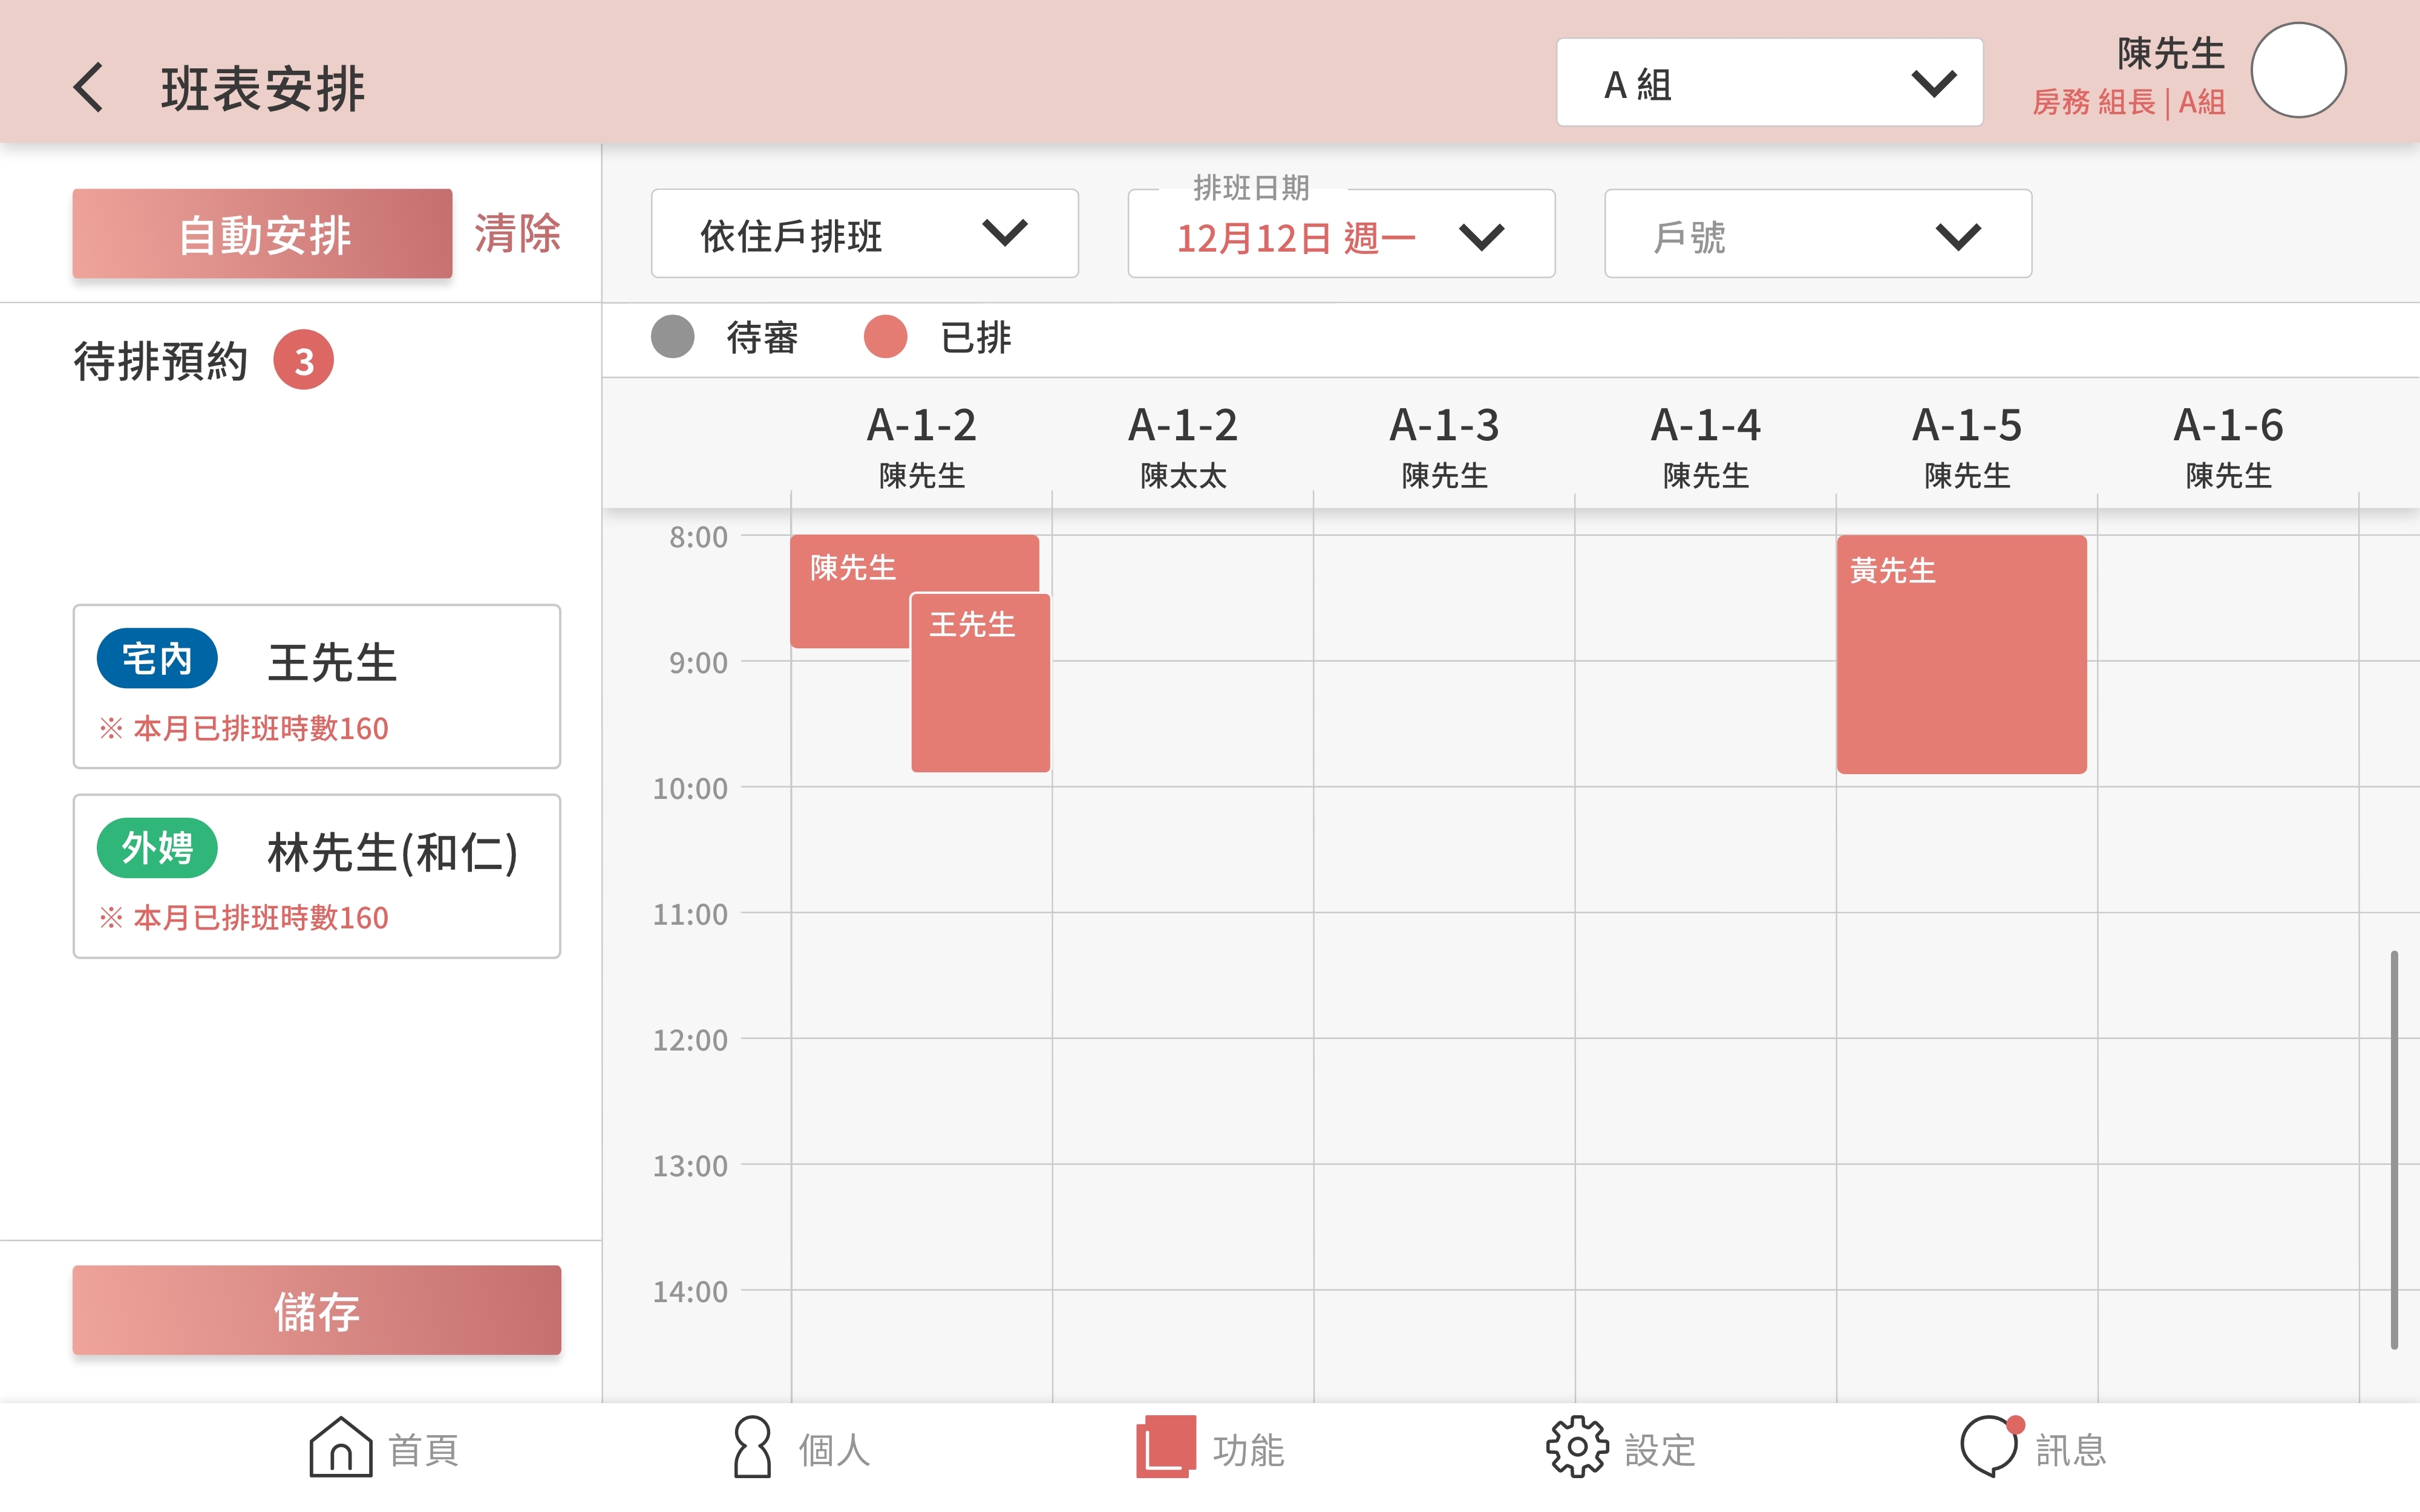 班表安排
A 組
陳先生
房務 組長 | A組
自動安排
清除
依住戶排班
排班日期
12月12日 週一
戶號
待排預約 3
待審
已排
A-1-2
陳先生
A-1-2
陳太太
A-1-3
陳先生
A-1-4
陳先生
A-1-5
陳先生
A-1-6
陳先生
8:00
陳先生
王先生
黃先生
9:00
10:00
11:00
12:00
13:00
14:00
宅內
王先生
※ 本月已排班時數160
外娉
林先生(和仁)
※ 本月已排班時數160
儲存
首頁
個人
功能
設定
訊息